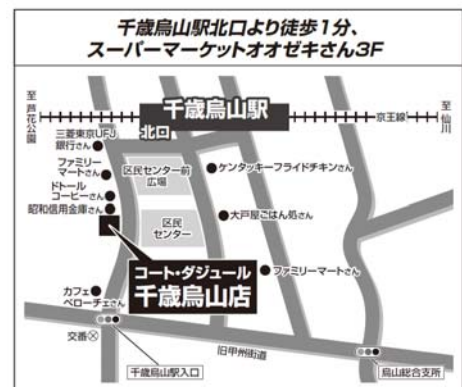 千歳烏山駅北口より徒歩1分、
スーパーマーケットオオゼキさん3F
至
芦花公園
千歳烏山駅
京王線
至
仙川
北口
三菱東京UFJ
銀行さん
ファミリー
マートさん
ドトール
コーヒーさん
昭和信用金庫さん
区民センター前
広場
ケンタッキーフライドチキンさん
区民
センター
大戸屋ごはん処さん
コート・ダジュール
千歳烏山店
ファミリーマートさん
カフェ
ベローチェさん
交番
旧甲州街道
千歳烏山駅入口
烏山総合支所